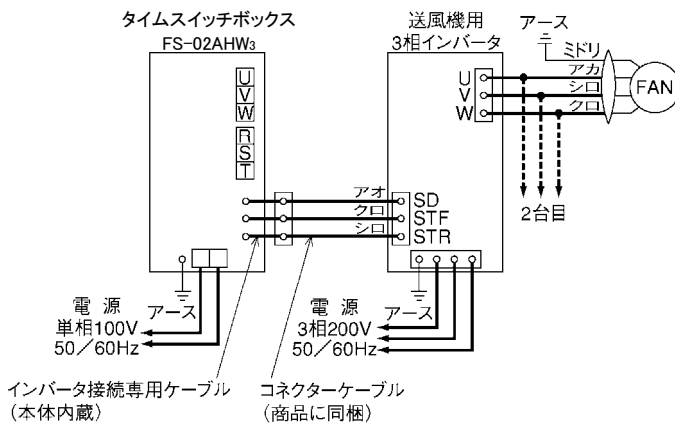 タイムスイッチボックス
FS-02AHW3
送風機用
3相インバータ
アース
ミドリ
アカ
シロ
クロ
FAN
U
V
W
R
S
T
U
V
W
2台目
アオ
クロ
シロ
SD
STF
STR
アース
電 源
単相100V
50/60Hz
アース
電 源
3相200V
50/60Hz
インバータ接続専用ケーブル
(本体内蔵)
コネクターケーブル
(商品に同梱)